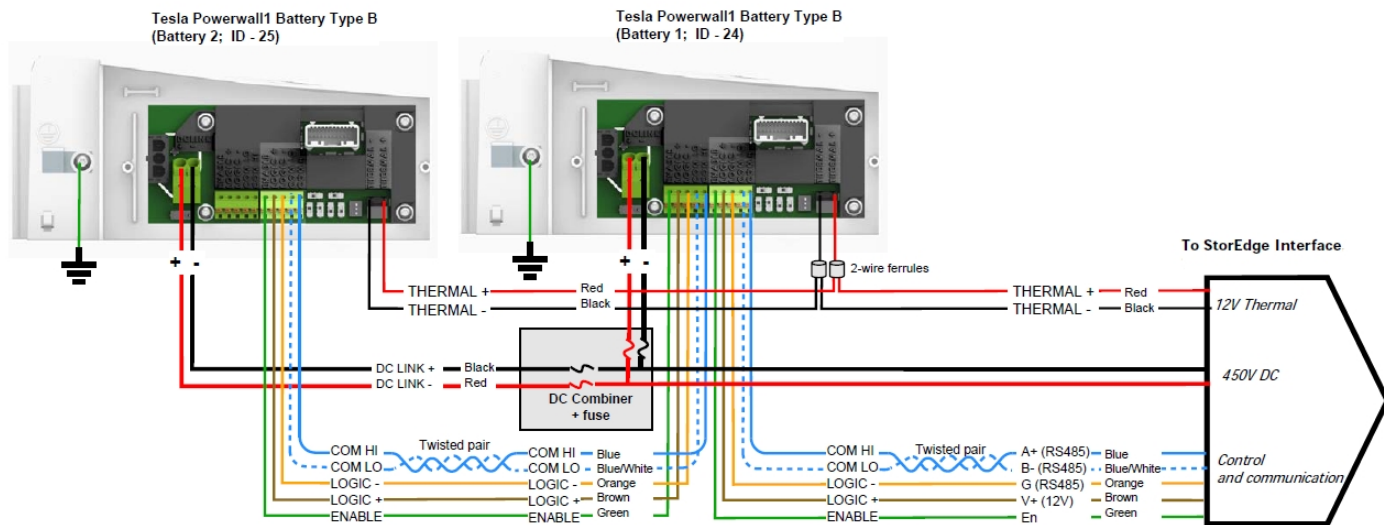 Tesla Powerwall1 Battery Type B
(Battery 2;  ID - 25)
Tesla Powerwall1 Battery Type B
(Battery 1;  ID - 24)
To StorEdge Interface
+ -
+ -
2-wire ferrules
THERMAL + Red
THERMAL - Black
THERMAL + Red
THERMAL - Black
12V Thermal
DC LINK + Black
DC LINK - Red
450V DC
DC Combiner
+ fuse
COM HI Twisted pair COM HI Blue
COM LO COM LO Blue/White
LOGIC - LOGIC - Orange
LOGIC + LOGIC + Brown
ENABLE ENABLE Green
COM HI Twisted pair A+ (RS485) Blue
COM LO B- (RS485) Blue/White
LOGIC - G (RS485) Orange
LOGIC + V+ (12V) Brown
ENABLE En Green
Control
and communication